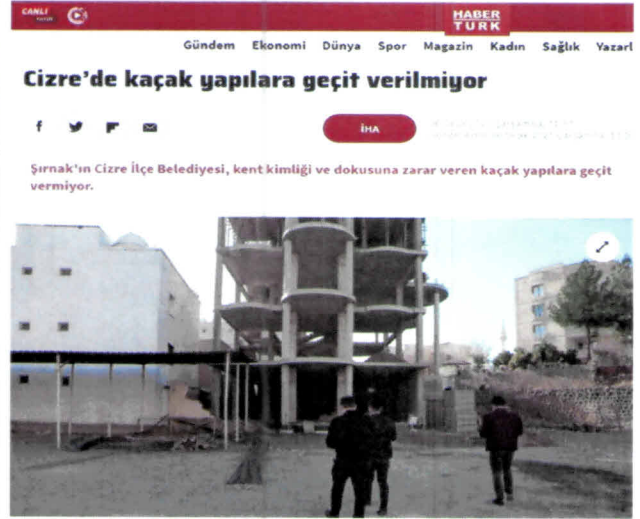 CANLI
HABER
TURK
Gündem Ekonomi Dünya Spor Magazin Kadın Sağlık Yazarl
Cizre’de kaçak yapılara geçit verilmiyor
f
İHA
Şırnak'ın Cizre İlçe Belediyesi, kent kimliği ve dokusuna zarar veren kaçak yapılara geçit
vermiyor.